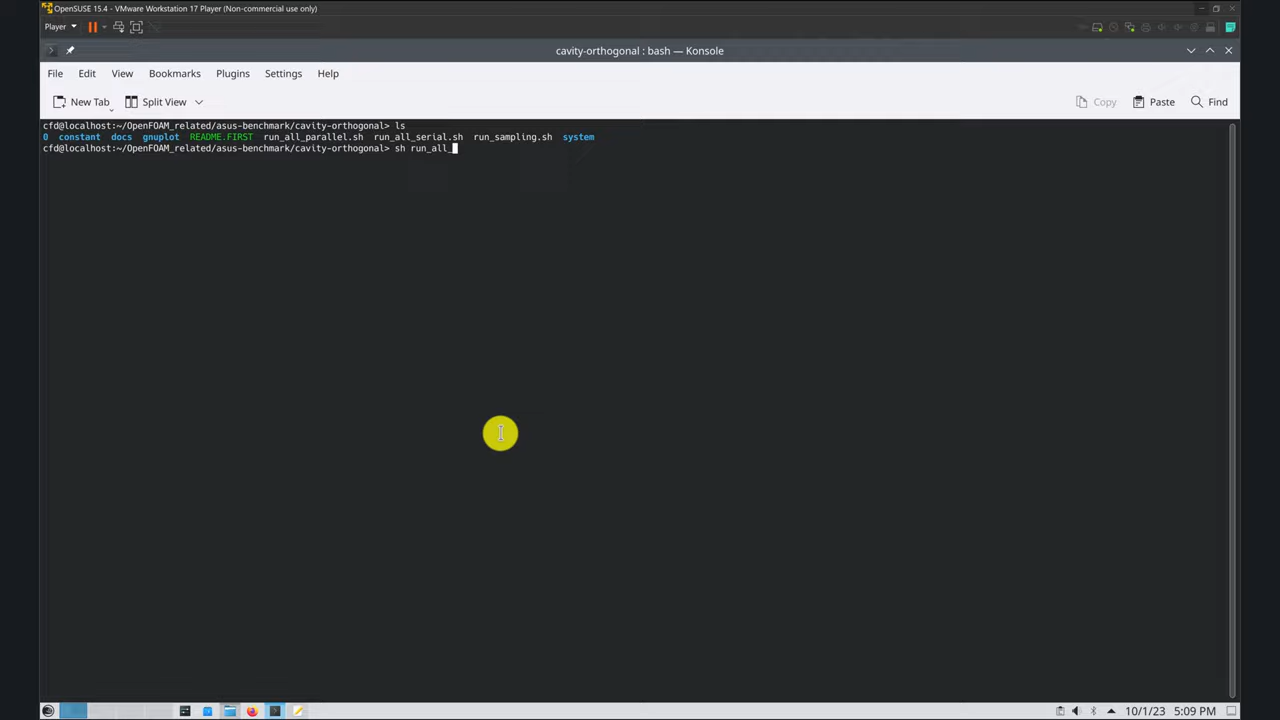 OpenSUSE 15.4 - VMware Workstation 17 Player (Non-commercial use only)
Player
cavity-orthogonal : bash — Konsole
File Edit View Bookmarks Plugins Settings Help
New Tab Split View Copy Paste Find
cfd@localhost:~/OpenFOAM_related/asus-benchmark/cavity-orthogonal> ls
0 constant docs gnuplot README.FIRST run_all_parallel.sh run_all_serial.sh run_sampling.sh system
cfd@localhost:~/OpenFOAM_related/asus-benchmark/cavity-orthogonal> sh run_all_
10/1/23 5:09 PM